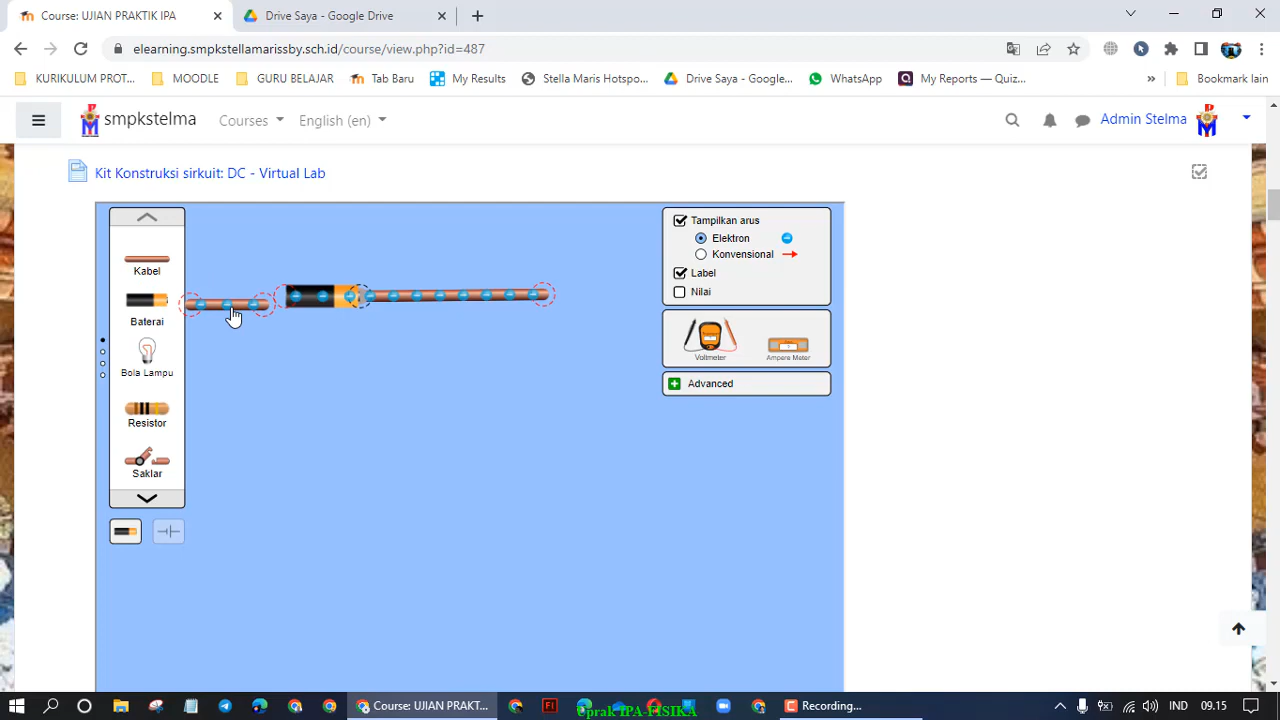 Course: UJIAN PRAKTIK IPA
Drive Saya - Google Drive
elearning.smpkstellamarissby.sch.id/course/view.php?id=487
KURIKULUM PROT...
MOODLE
GURU BELAJAR
Tab Baru
My Results
Stella Maris Hotspo...
Drive Saya - Google...
WhatsApp
My Reports — Quiz...
»
Bookmark lain
smpkstelma
Courses
English (en)
Admin Stelma
Kit Konstruksi sirkuit: DC - Virtual Lab
Kabel
Baterai
Bola Lampu
Resistor
Saklar
Tampilkan arus
Elektron
Konvensional
Label
Nilai
Voltmeter
Ampere Meter
Advanced
Course: UJIAN PRAKT...
Recording...
IND
09.15
Uprak IPA-FISIKA